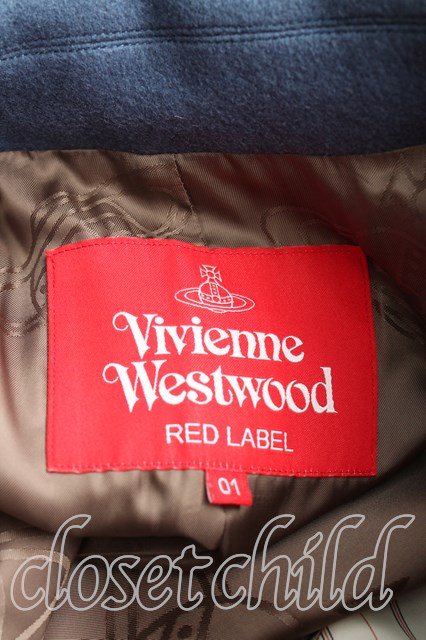 Vivienne
Westwood
RED LABEL
01
closetchild